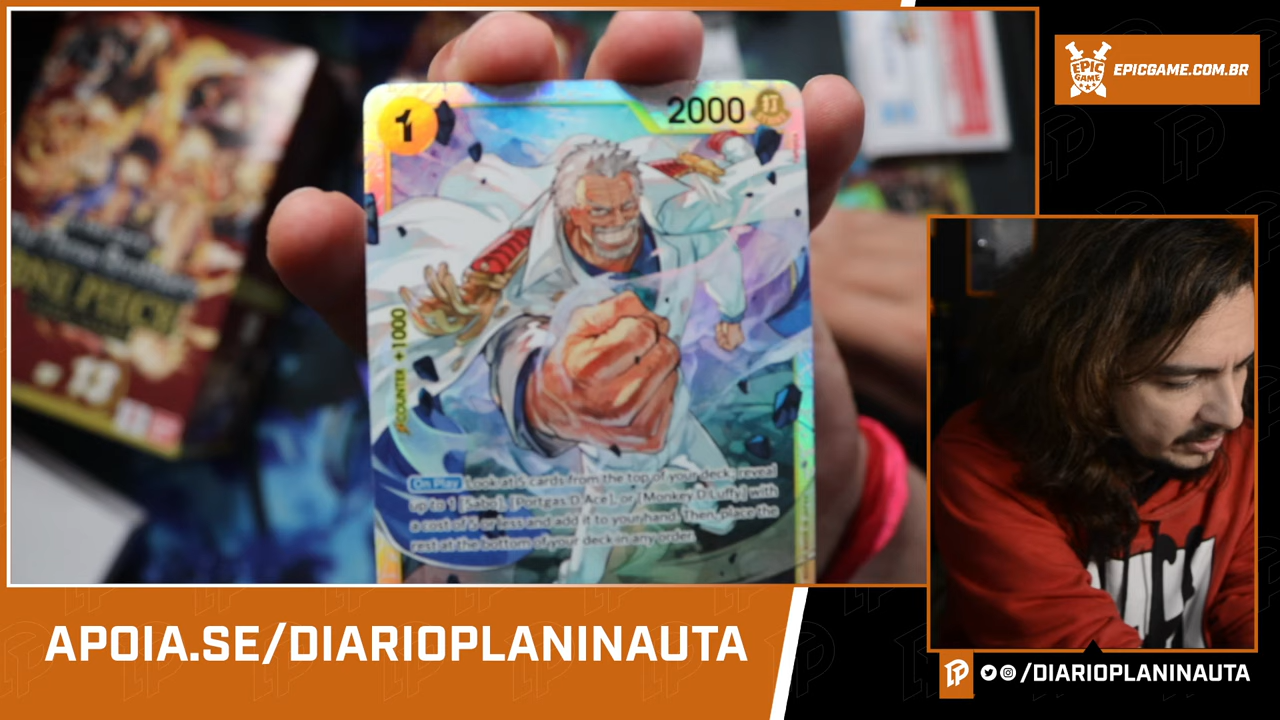 EPIC
GAME
EPICGAME.COM.BR
1
2000
COUNTER +1000
On Play Look at 5 cards from the top of your deck; reveal
up to 1 [Sabo], [Portgas.D.Ace], or [Monkey.D.Luffy] with
a cost of 5 or less and add it to your hand. Then, place the
rest at the bottom of your deck in any order.
ONE PIECE
APOIA.SE/DIARIOPLANINAUTA
/DIARIOPLANINAUTA